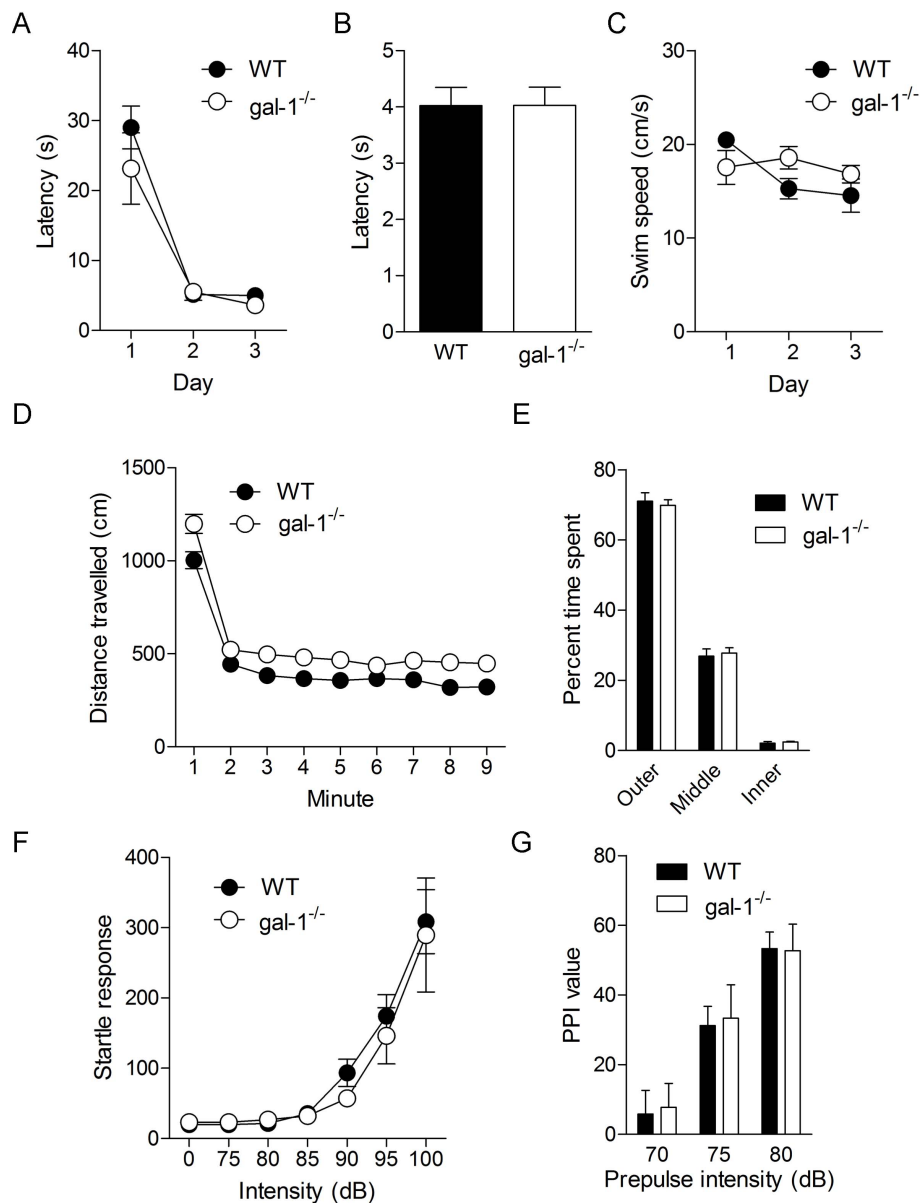 A
40
30
20
10
0
Latency (s)
WT
gal-1-/-
1 2 3
Day
B
5
4
3
2
1
0
Latency (s)
WT gal-1-/-
C
30
20
10
0
Swim speed (cm/s)
WT
gal-1-/-
1 2 3
Day
D
1500
1000
500
0
Distance travelled (cm)
WT
gal-1-/-
1 2 3 4 5 6 7 8 9
Minute
E
80
60
40
20
0
Percent time spent
WT
gal-1-/-
Outer Middle Inner
F
400
300
200
100
0
Startle response
WT
gal-1-/-
0 75 80 85 90 95 100
Intensity (dB)
G
80
60
40
20
0
PPI value
WT
gal-1-/-
70 75 80
Prepulse intensity (dB)